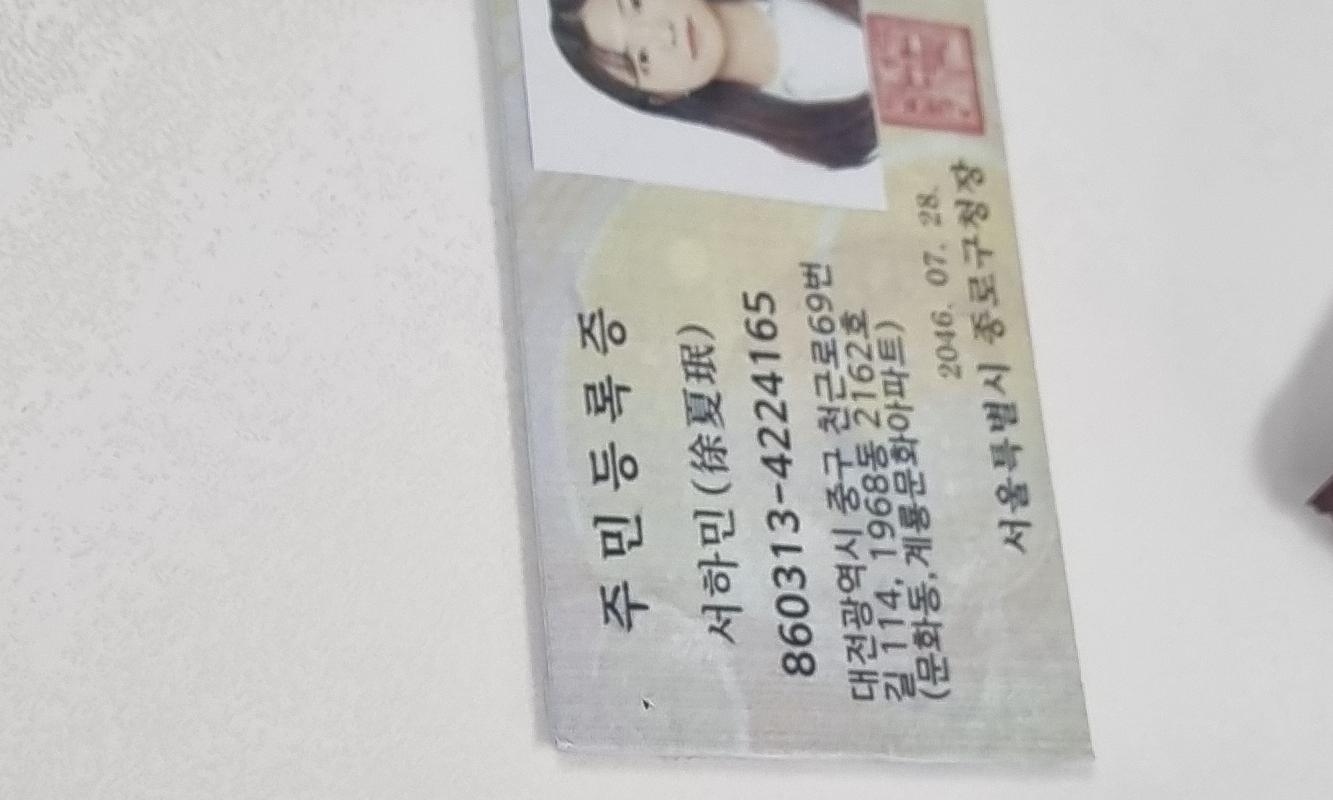 주민등록증
서하민(徐夏珉)
860313-4224165
대전광역시 중구 천근로69번
길 114, 1968동 2162호
(문화동,계룡문화아파트)
2046. 07. 28.
서울특별시 종로구청장